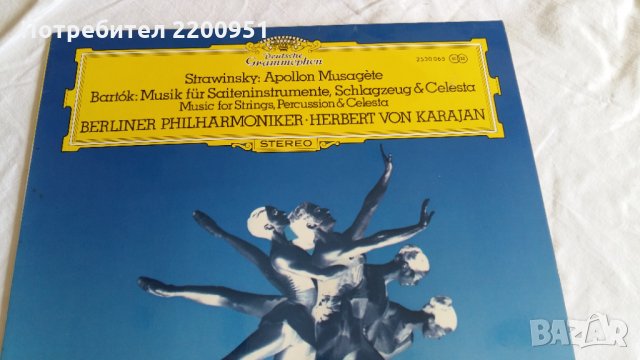 потребител 2200951
Deutsche
Grammophon
2530 065
Strawinsky: Apollon Musagète
Bartók: Musik für Saiteninstrumente, Schlagzeug & Celesta
Music for Strings, Percussion & Celesta
BERLINER PHILHARMONIKER · HERBERT VON KARAJAN
STEREO
BAZAR